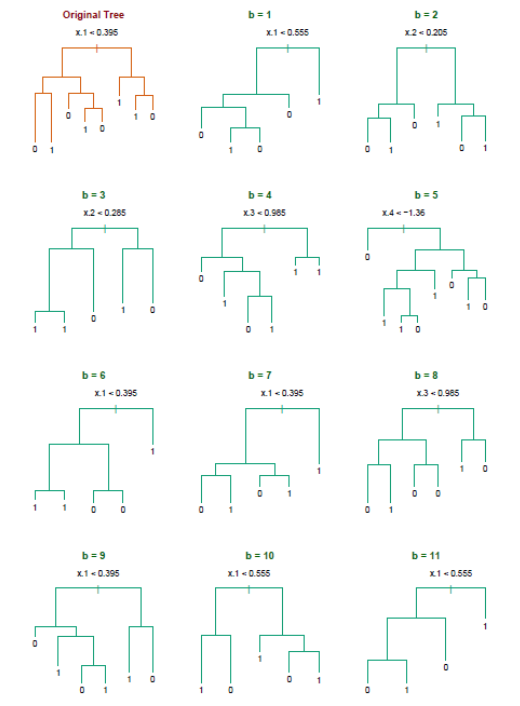 Original Tree
x.1 < 0.395
1
0
1 0
1 0
0 1
b = 1
x.1 < 0.555
1
0
0
1 0
b = 2
x.2 < 0.205
0 1
0 1 0 1
b = 3
x.2 < 0.285
1 0
0
1 1
b = 4
x.3 < 0.985
1 1
0
1
0 1
b = 5
x.4 < −1.36
0
0
1
1 0
1
1 0
b = 6
x.1 < 0.395
1
1 1 0 0
b = 7
x.1 < 0.395
1
0 1
0 1
b = 8
x.3 < 0.985
1 0
0 0
0 1
b = 9
x.1 < 0.395
0
1
1 0
0 1
b = 10
x.1 < 0.555
1
0 1
1 0
b = 11
x.1 < 0.555
1
0
0 1